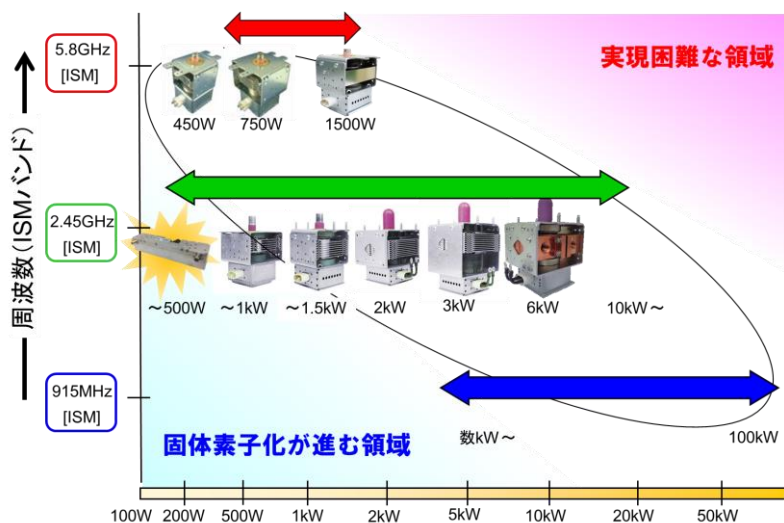 実現困難な領域
5.8GHz
[ISM]
450W 750W 1500W
周波数(ISMバンド)
2.45GHz
[ISM]
～500W ～1kW ～1.5kW 2kW 3kW 6kW 10kW～
915MHz
[ISM]
固体素子化が進む領域
数kW～ 100kW
100W 200W 500W 1kW 2kW 5kW 10kW 20kW 50kW